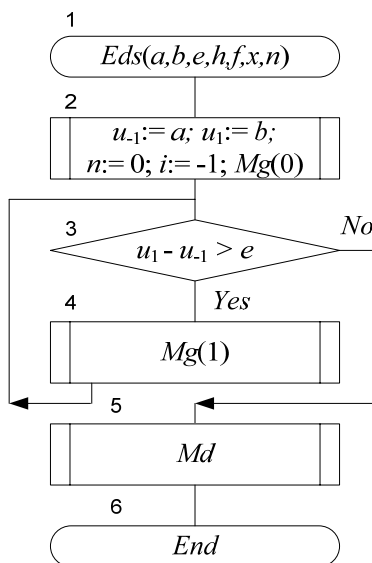 1
Eds(a,b,e,h,f,x,n)
2
u₋₁:= a; u₁:= b;
n:= 0; i:= -1; Mg(0)
3
u₁ - u₋₁ > e
No
Yes
4
Mg(1)
5
Md
6
End